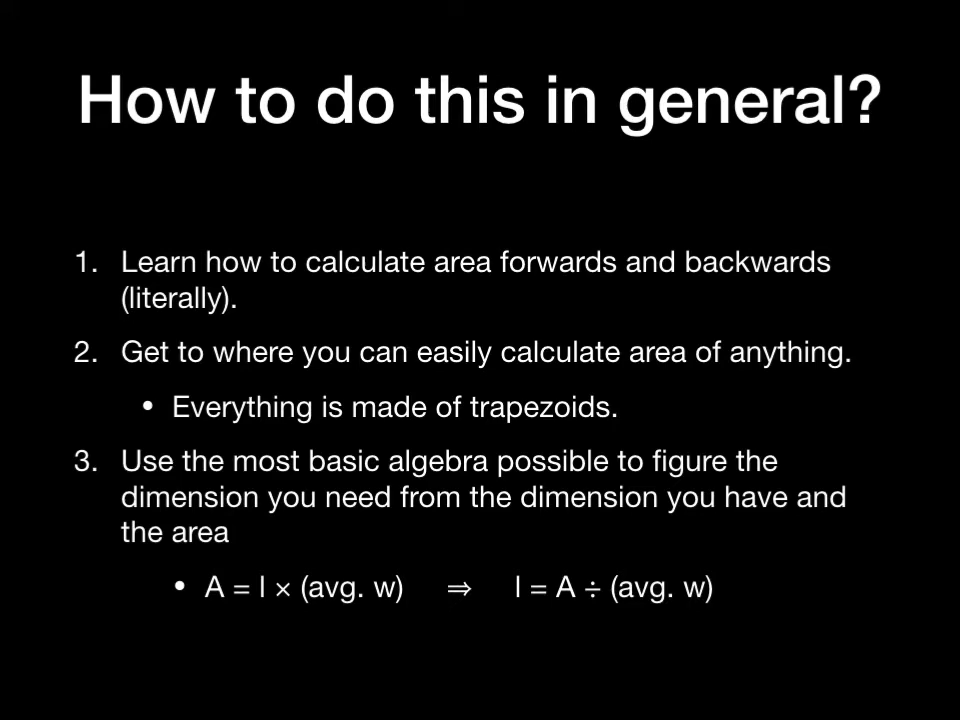 How to do this in general?
1. Learn how to calculate area forwards and backwards
(literally).
2. Get to where you can easily calculate area of anything.
• Everything is made of trapezoids.
3. Use the most basic algebra possible to figure the
dimension you need from the dimension you have and
the area
• A = l × (avg. w) ⇒ l = A ÷ (avg. w)